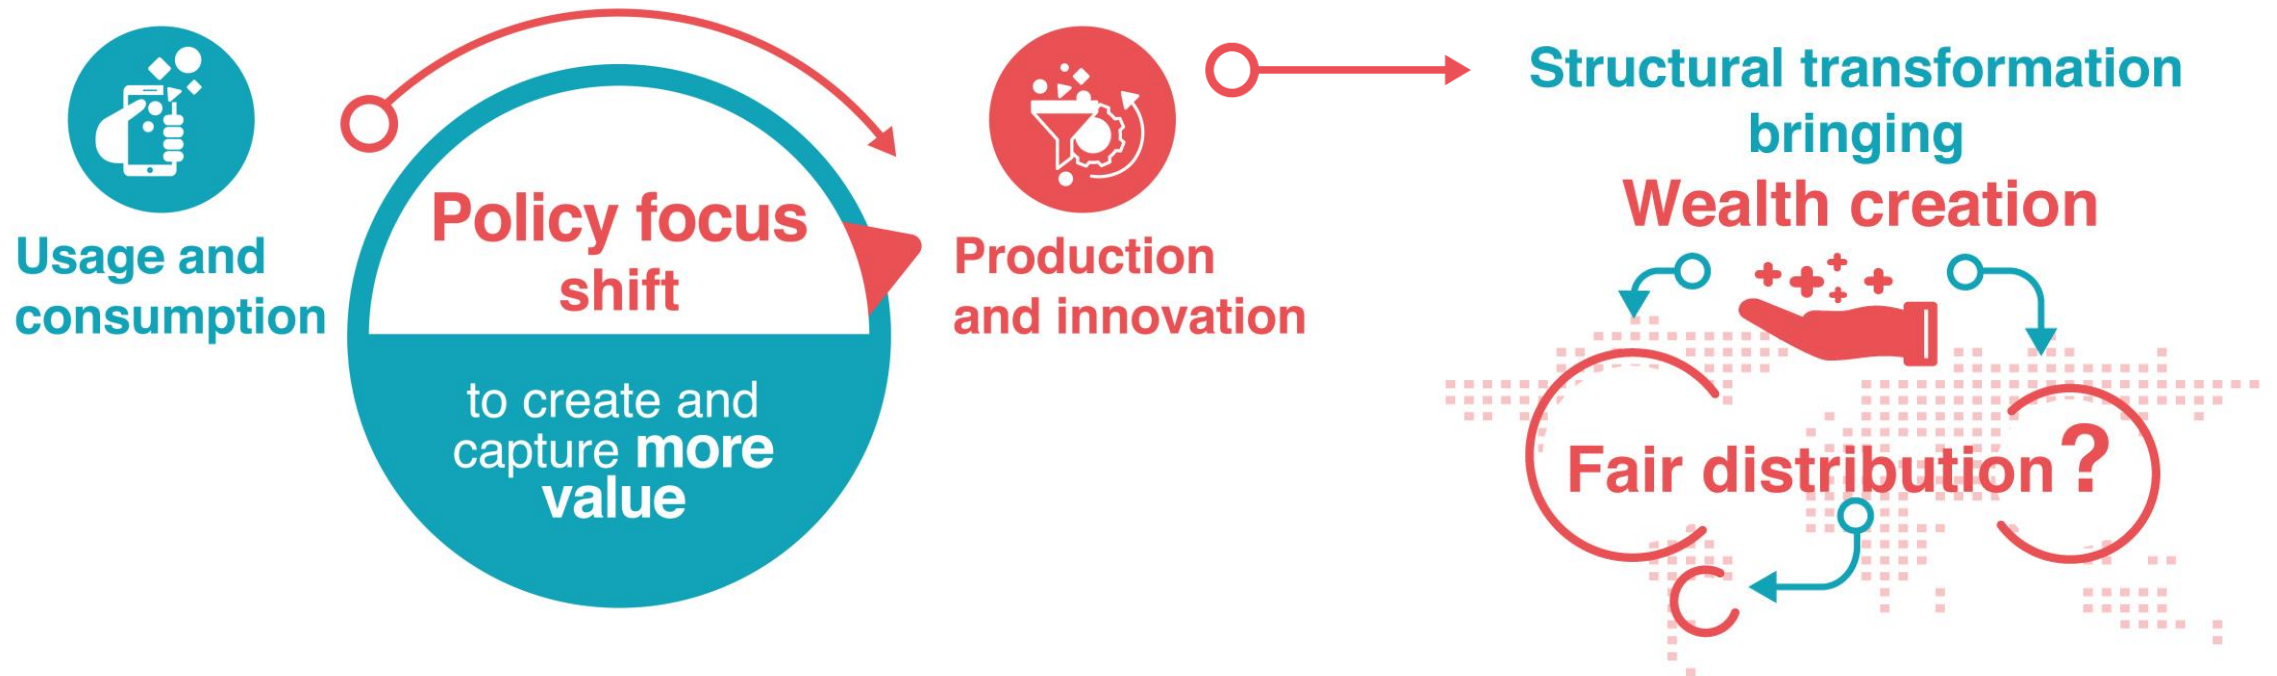 Usage and
consumption
Policy focus
shift
to create and
capture more
value
Production
and innovation
Structural transformation
bringing
Wealth creation
Fair distribution?